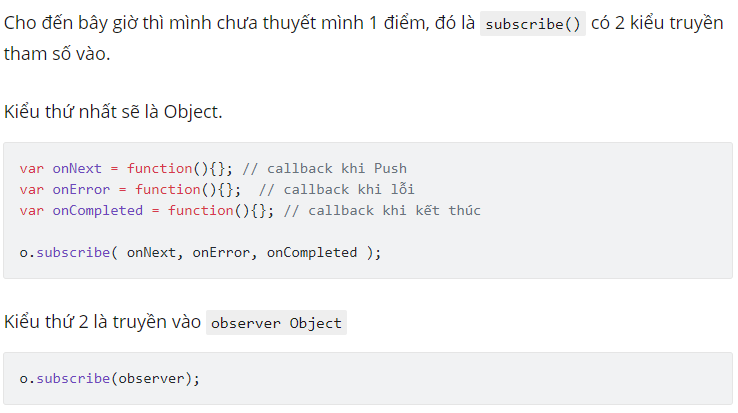 Cho đến bây giờ thì mình chưa thuyết mình 1 điểm, đó là subscribe() có 2 kiểu truyền
tham số vào.
Kiểu thứ nhất sẽ là Object.
var onNext = function(){}; // callback khi Push
var onError = function(){};  // callback khi lỗi
var onCompleted = function(){}; // callback khi kết thúc
o.subscribe( onNext, onError, onCompleted );
Kiểu thứ 2 là truyền vào observer Object
o.subscribe(observer);